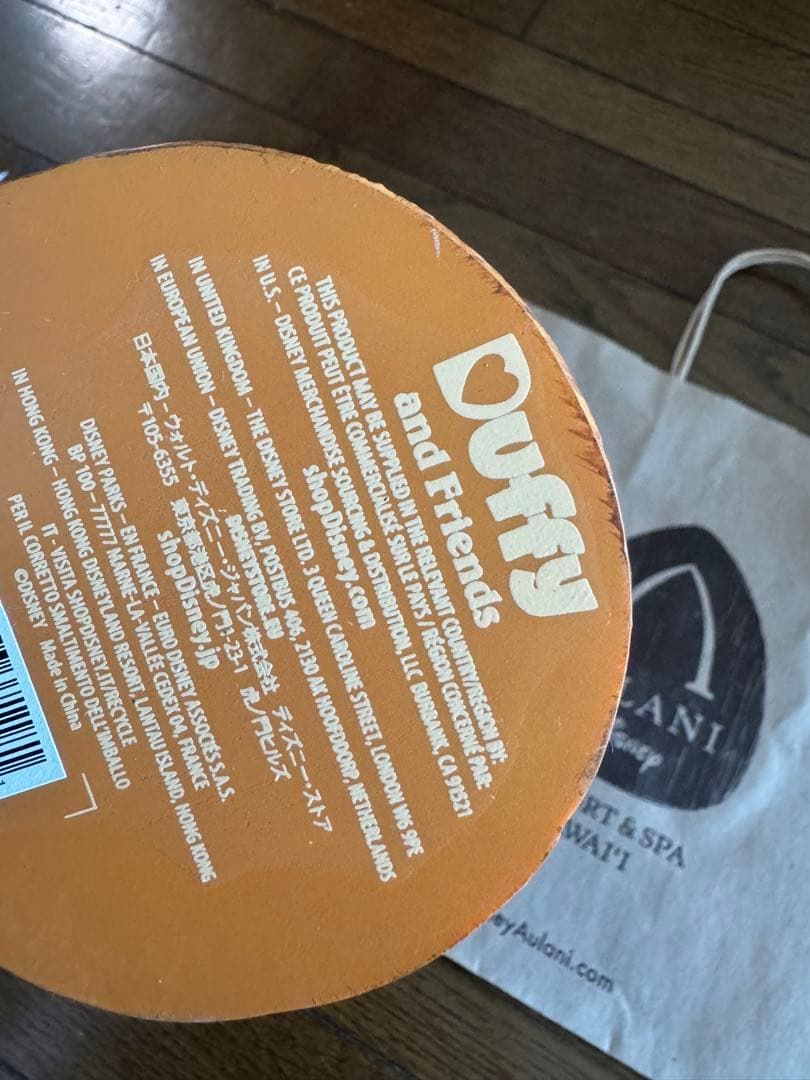 Duffy
and Friends
THIS PRODUCT MAY BE SUPPLIED IN THE RELEVANT COUNTRY/REGION BY:
CE PRODUIT PEUT ÊTRE COMMERCIALISÉ SUR LE PAYS / RÉGION CONCERNÉ PAR:
IN U.S. – DISNEY MERCHANDISE SOURCING & DISTRIBUTION, LLC BURBANK, CA 91521
shopDisney.com
IN UNITED KINGDOM – THE DISNEY STORE LTD. 3 QUEEN CAROLINE STREET, LONDON W6 9PE
IN EUROPEAN UNION – DISNEY TRADING BV, POSTBUS 406, 2130 AK HOOFDDORP, NETHERLANDS
DISNEYSTORE.EU
日本国内 – ウォルト・ディズニー・ジャパン株式会社 ディズニー・ストア
〒105-6355 東京都港区虎ノ門1-23-1 虎ノ門ヒルズ
shopDisney.jp
DISNEY PARKS – EN FRANCE – EURO DISNEY ASSOCIÉS S.A.S.
BP 100 – 77777 MARNE-LA-VALLÉE CEDEX 04, FRANCE
IN HONG KONG – HONG KONG DISNEYLAND RESORT, LANTAU ISLAND, HONG KONG
IT - VISITA SHOPDISNEY.IT/RECYCLE
PER IL CORRETTO SMALTIMENTO DELL'IMBALLO
©DISNEY Made in China
LANI
Disney
RT & SPA
WAI'I
eyAulani.com